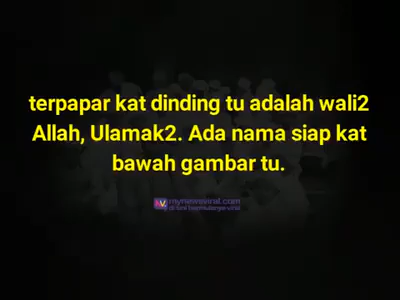 terpapar kat dinding tu adalah wali2
Allah, Ulamak2. Ada nama siap kat
bawah gambar tu.
mynewsviral.com